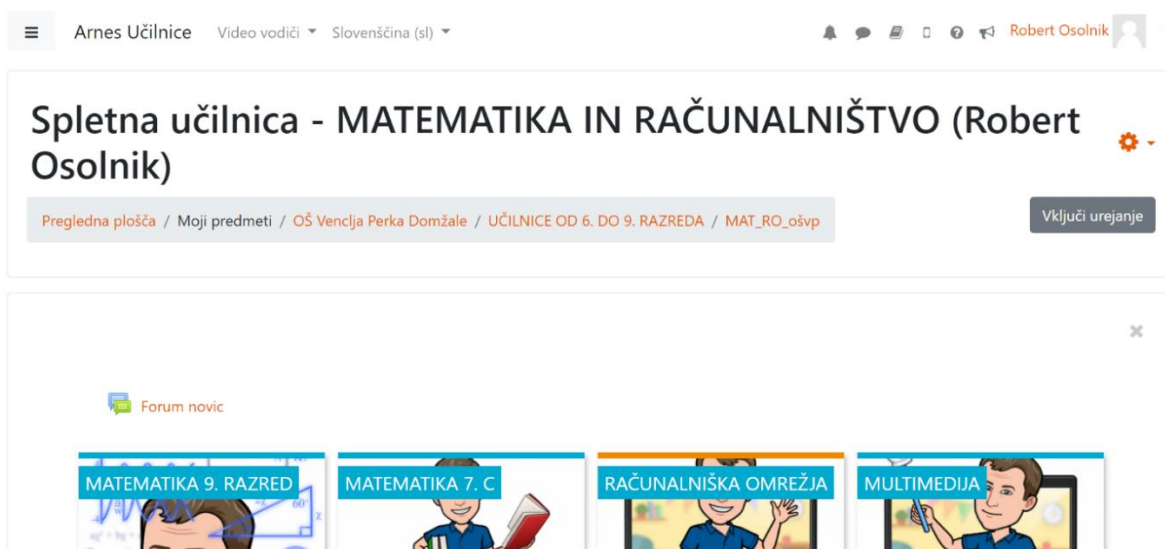 Arnes Učilnice Video vodiči Slovenščina (sl) Robert Osolnik
Spletna učilnica - MATEMATIKA IN RAČUNALNIŠTVO (Robert
Osolnik)
Pregledna plošča / Moji predmeti / OŠ Venclja Perka Domžale / UČILNICE OD 6. DO 9. RAZREDA / MAT_RO_ošvp
Vključi urejanje
Forum novic
MATEMATIKA 9. RAZRED
MATEMATIKA 7. C
RAČUNALNIŠKA OMREŽJA
MULTIMEDIJA
60°
x